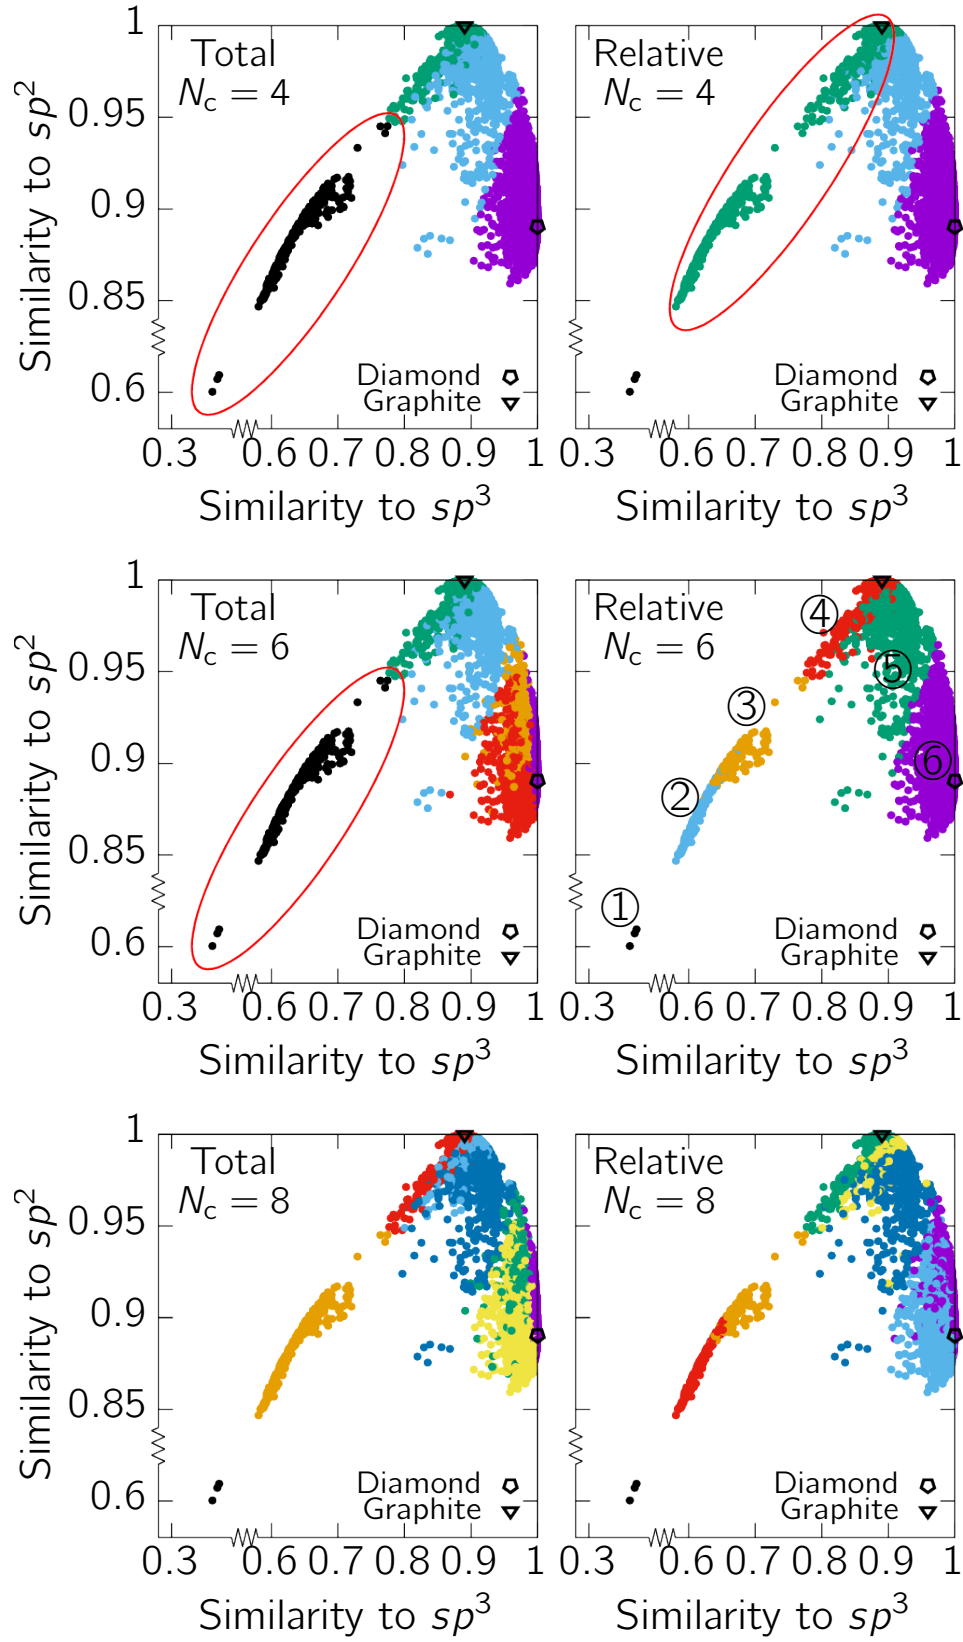 Similarity to sp²
1
0.95
0.9
0.85
0.6
Total
N_c = 4
Diamond
Graphite
0.3 0.6 0.7 0.8 0.9 1
Similarity to sp³
Relative
N_c = 4
Diamond
Graphite
0.3 0.6 0.7 0.8 0.9 1
Similarity to sp³
Similarity to sp²
1
0.95
0.9
0.85
0.6
Total
N_c = 6
Diamond
Graphite
0.3 0.6 0.7 0.8 0.9 1
Similarity to sp³
Relative
N_c = 6
④
⑤
③
⑥
②
①
Diamond
Graphite
0.3 0.6 0.7 0.8 0.9 1
Similarity to sp³
Similarity to sp²
1
0.95
0.9
0.85
0.6
Total
N_c = 8
Diamond
Graphite
0.3 0.6 0.7 0.8 0.9 1
Similarity to sp³
Relative
N_c = 8
Diamond
Graphite
0.3 0.6 0.7 0.8 0.9 1
Similarity to sp³